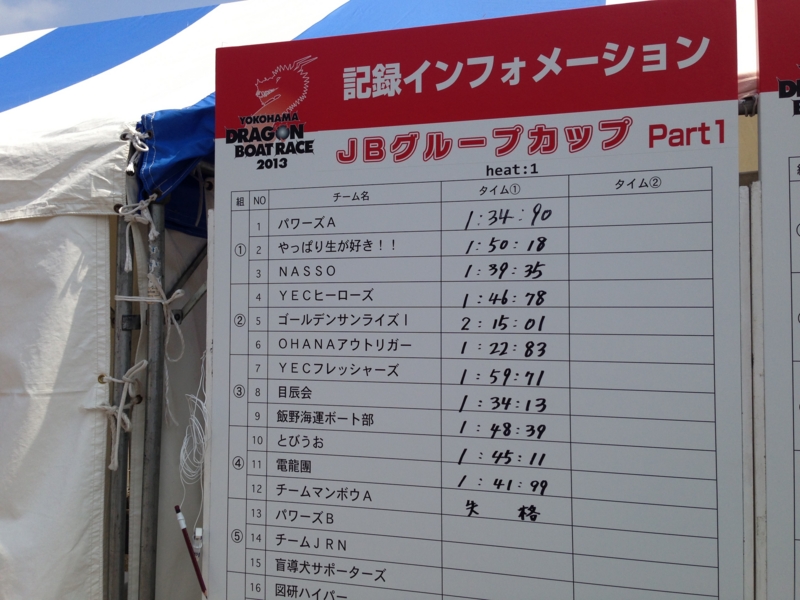 記録インフォメーション
YOKOHAMA
DRAGON
BOAT RACE
2013
JBグループカップ Part1
heat:1
組 NO チーム名 タイム① タイム②
① 1 パワーズA 1:34:90
2 やっぱり生が好き!! 1:50:18
3 NASSO 1:39:35
② 4 YECヒーローズ 1:46:78
5 ゴールデンサンライズI 2:15:01
6 OHANAアウトリガー 1:22:83
③ 7 YECフレッシャーズ 1:59:71
8 目辰会 1:34:13
9 飯野海運ボート部 1:48:39
④ 10 とびうお 1:45:11
11 電龍團 1:41:99
12 チームマンボウA 失格
⑤ 13 パワーズB
14 チームJRN
15 盲導犬サポーターズ
16 図研ハイパー